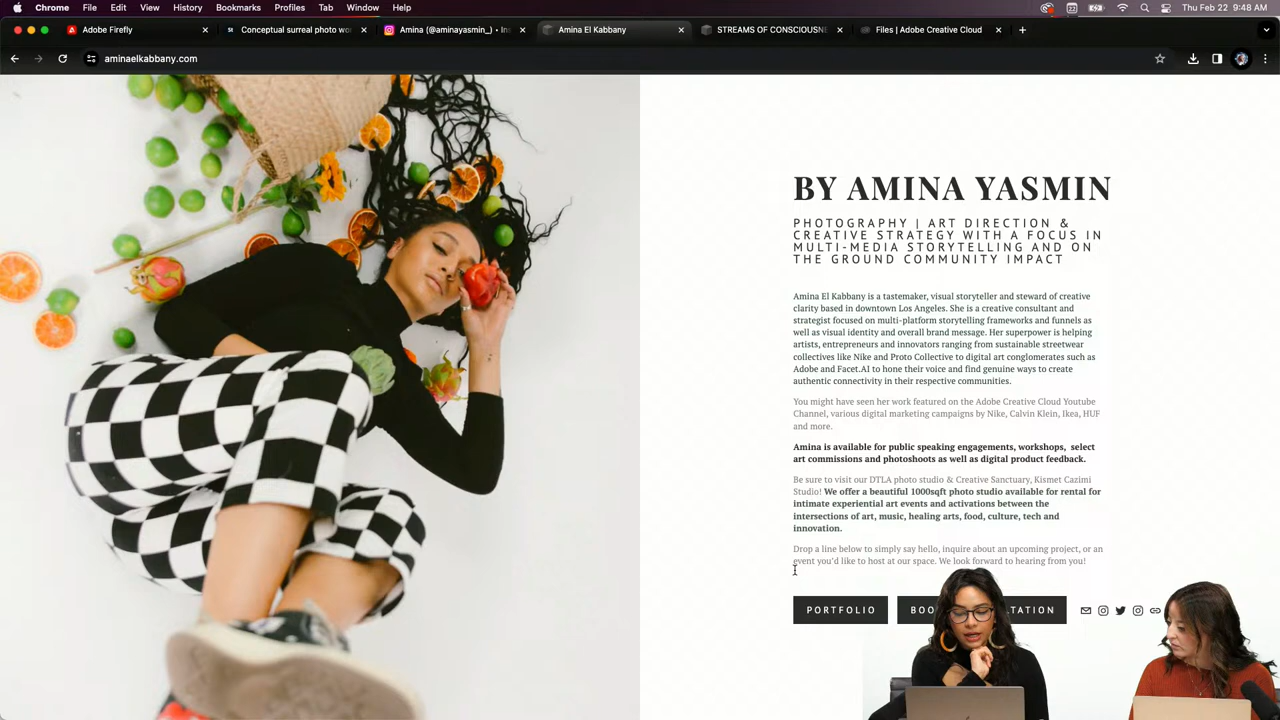 Chrome File Edit View History Bookmarks Profiles Tab Window Help
Thu Feb 22 9:48 AM
Adobe Firefly
Conceptual surreal photo wo
Amina (@aminayasmin_) • In
Amina El Kabbany
STREAMS OF CONSCIOUSN
Files | Adobe Creative Cloud
aminaelkabbany.com
BY AMINA YASMIN
PHOTOGRAPHY | ART DIRECTION &
CREATIVE STRATEGY WITH A FOCUS IN
MULTI-MEDIA STORYTELLING AND ON
THE GROUND COMMUNITY IMPACT
Amina El Kabbany is a tastemaker, visual storyteller and steward of creative
clarity based in downtown Los Angeles. She is a creative consultant and
strategist focused on multi-platform storytelling frameworks and funnels as
well as visual identity and overall brand message. Her superpower is helping
artists, entrepreneurs and innovators ranging from sustainable streetwear
collectives like Nike and Proto Collective to digital art conglomerates such as
Adobe and Facet.AI to hone their voice and find genuine ways to create
authentic connectivity in their respective communities.
You might have seen her work featured on the Adobe Creative Cloud Youtube
Channel, various digital marketing campaigns by Nike, Calvin Klein, Ikea, HUF
and more.
Amina is available for public speaking engagements, workshops, select
art commissions and photoshoots as well as digital product feedback.
Be sure to visit our DTLA photo studio & Creative Sanctuary, Kismet Cazimi
Studio! We offer a beautiful 1000sqft photo studio available for rental for
intimate experiential art events and activations between the
intersections of art, music, healing arts, food, culture, tech and
innovation.
Drop a line below to simply say hello, inquire about an upcoming project, or an
event you'd like to host at our space. We look forward to hearing from you!
PORTFOLIO
BOO
TATION